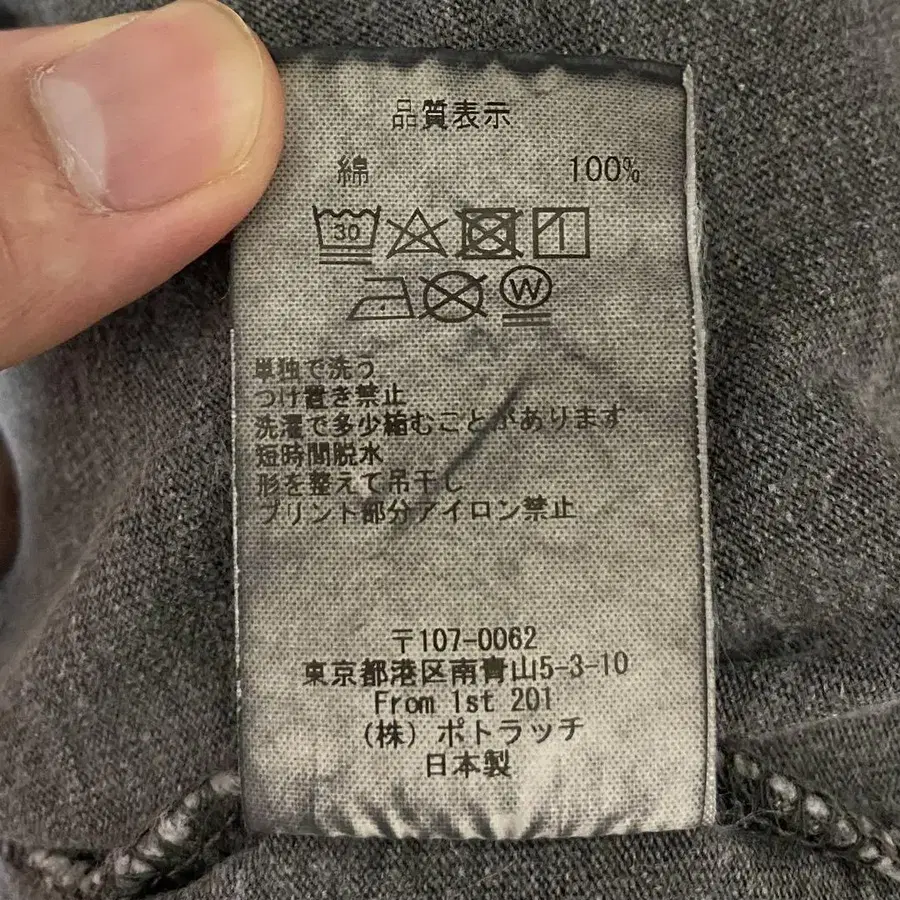 品質表示
綿 100%
30
W
単独で洗う
つけ置き禁止
洗濯で多少縮むことがあります
短時間脱水
形を整えて吊干し
プリント部分アイロン禁止
〒107-0062
東京都港区南青山5-3-10
From 1st 201
(株) ポトラッチ
日本製